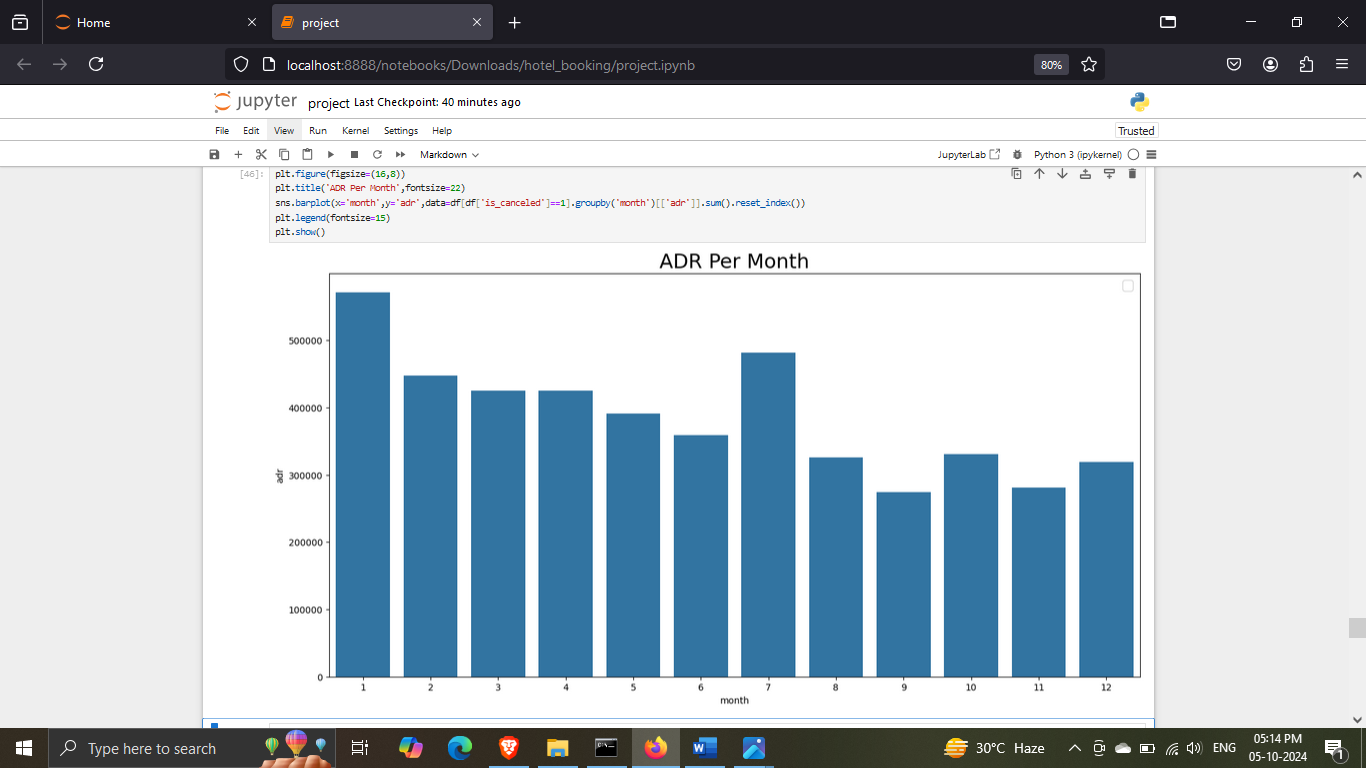 Home
project
localhost:8888/notebooks/Downloads/hotel_booking/project.ipynb
80%
jupyter project Last Checkpoint: 40 minutes ago
File Edit View Run Kernel Settings Help
Trusted
Markdown
JupyterLab
Python 3 (ipykernel)
[46]:
plt.figure(figsize=(16,8))
plt.title('ADR Per Month',fontsize=22)
sns.barplot(x='month',y='adr',data=df[df['is_canceled']==1].groupby('month')[['adr']].sum().reset_index())
plt.legend(fontsize=15)
plt.show()
ADR Per Month
500000
400000
300000
200000
100000
0
adr
1 2 3 4 5 6 7 8 9 10 11 12
month
Type here to search
30°C Haze
ENG
05:14 PM
05-10-2024
1